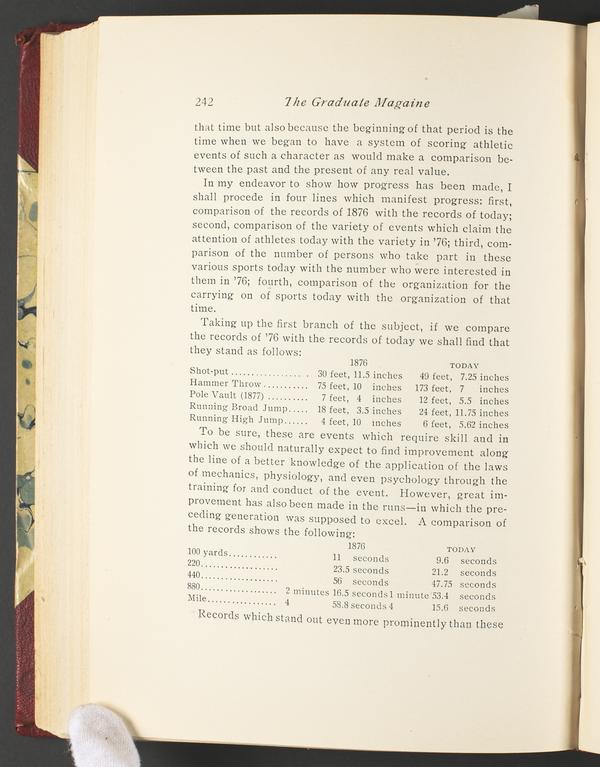 242 The Graduate Magaine
that time but also because the beginning of that period is the
time when we began to have a system of scoring athletic
events of such a character as would make a comparison be-
tween the past and the present of any real value.
In my endeavor to show how progress has been made, I
shall procede in four lines which manifest progress: first,
comparison of the records of 1876 with the records of today;
second, comparison of the variety of events which claim the
attention of athletes today with the variety in '76; third, com-
parison of the number of persons who take part in these
various sports today with the number who were interested in
them in '76; fourth, comparison of the organization for the
carrying on of sports today with the organization of that
time.
Taking up the first branch of the subject, if we compare
the records of '76 with the records of today we shall find that
they stand as follows:
1876 TODAY
Shot-put ................. 30 feet, 11.5 inches 49 feet, 7.25 inches
Hammer Throw ........... 75 feet, 10 inches 173 feet, 7 inches
Pole Vault (1877) .......... 7 feet, 4 inches 12 feet, 5.5 inches
Running Broad Jump..... 18 feet, 3.5 inches 24 feet, 11.75 inches
Running High Jump...... 4 feet, 10 inches 6 feet, 5.62 inches
To be sure, these are events which require skill and in
which we should naturally expect to find improvement along
the line of a better knowledge of the application of the laws
of mechanics, physiology, and even psychology through the
training for and conduct of the event. However, great im-
provement has also been made in the runs—in which the pre-
ceding generation was supposed to excel. A comparison of
the records shows the following:
1876 TODAY
100 yards............ 11 seconds 9.6 seconds
220................... 23.5 seconds 21.2 seconds
440................... 56 seconds 47.75 seconds
880................... 2 minutes 16.5 seconds 1 minute 53.4 seconds
Mile................. 4 58.8 seconds 4 15.6 seconds
Records which stand out even more prominently than these